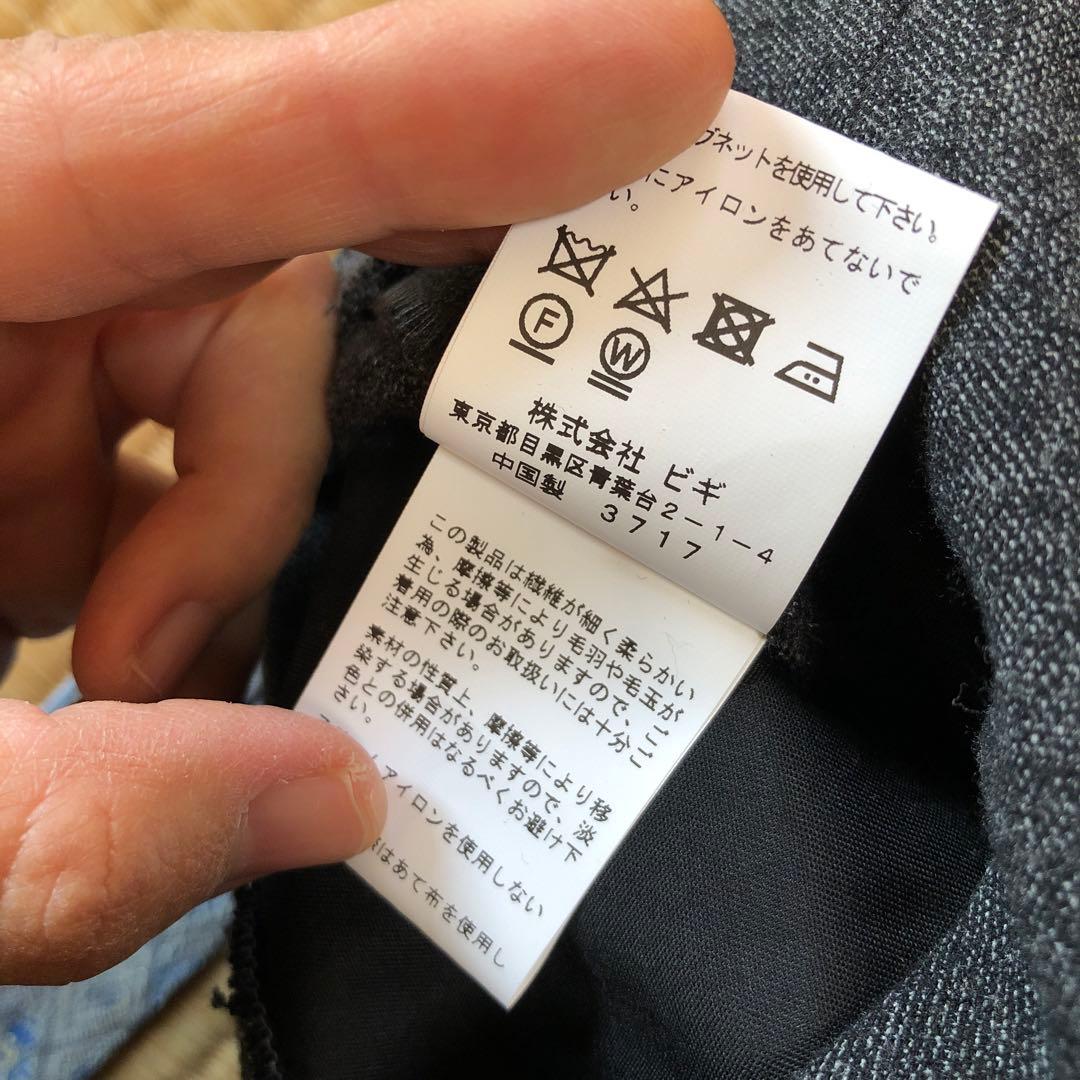 グネットを使用して下さい。
にアイロンをあてないで
い。
F
W
株式会社 ビギ
東京都目黒区青葉台2-1-4
中国製 3717
この製品は繊維が細く柔らかい
為、摩擦等により毛羽や毛玉が
生じる場合がありますので、ご
着用の際のお取扱いには十分ご
注意下さい。
素材の性質上、摩擦等により移
染する場合がありますので、淡
色との併用はなるべくお避け下
さい。
アイロンを使用しない
はあて布を使用し